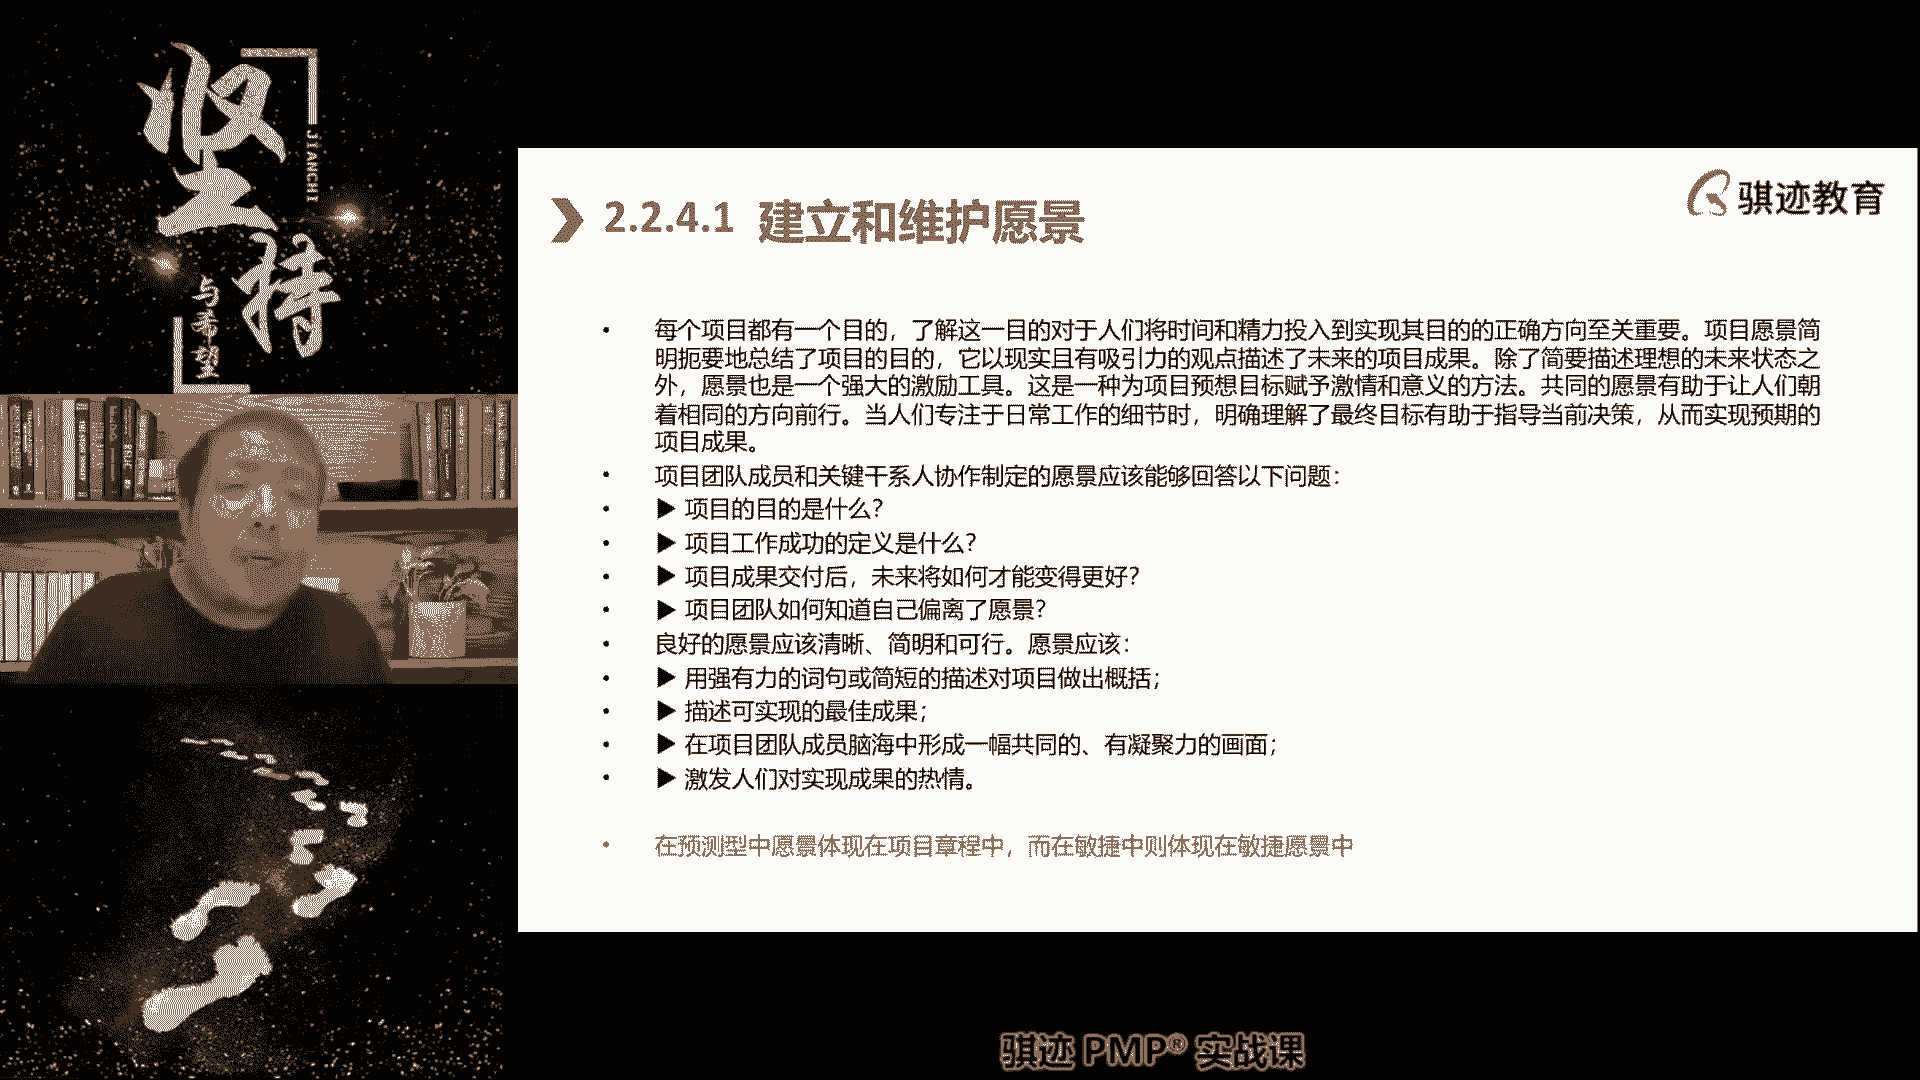 坚持
JIANCHI
与希望
骐迹教育
2.2.4.1 建立和维护愿景
• 每个项目都有一个目的，了解这一目的对于人们将时间和精力投入到实现其目的的正确方向至关重要。项目愿景简
明扼要地总结了项目的目的，它以现实且有吸引力的观点描述了未来的项目成果。除了简要描述理想的未来状态之
外，愿景也是一个强大的激励工具。这是一种为项目预想目标赋予激情和意义的方法。共同的愿景有助于让人们朝
着相同的方向前行。当人们专注于日常工作的细节时，明确理解了最终目标有助于指导当前决策，从而实现预期的
项目成果。
• 项目团队成员和关键干系人协作制定的愿景应该能够回答以下问题：
• ▶ 项目的目的是什么？
• ▶ 项目工作成功的定义是什么？
• ▶ 项目成果交付后，未来将如何才能变得更好？
• ▶ 项目团队如何知道自己偏离了愿景？
• 良好的愿景应该清晰、简明和可行。愿景应该：
• ▶ 用强有力的词句或简短的描述对项目做出概括；
• ▶ 描述可实现的最佳成果；
• ▶ 在项目团队成员脑海中形成一幅共同的、有凝聚力的画面；
• ▶ 激发人们对实现成果的热情。
• 在预测型中愿景体现在项目章程中，而在敏捷中则体现在敏捷愿景中
骐迹 PMP® 实战课